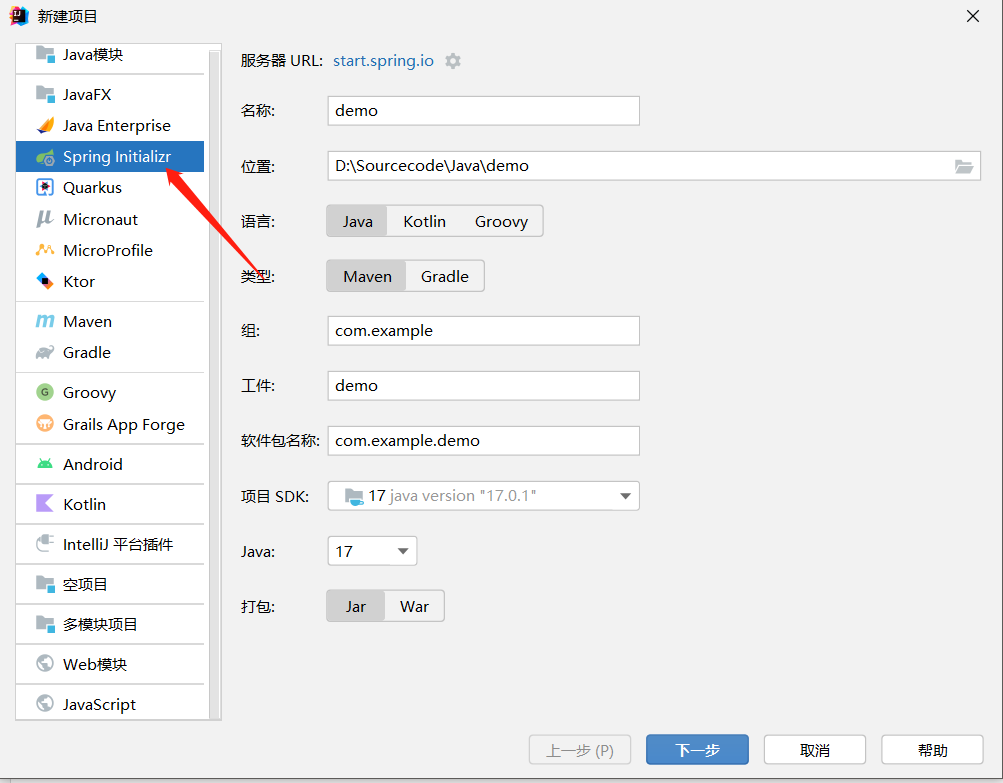 新建项目
Java模块
JavaFX
Java Enterprise
Spring Initializr
Quarkus
Micronaut
MicroProfile
Ktor
Maven
Gradle
Groovy
Grails App Forge
Android
Kotlin
IntelliJ 平台插件
空项目
多模块项目
Web模块
JavaScript
服务器 URL: start.spring.io
名称: demo
位置: D:\Sourcecode\Java\demo
语言: Java Kotlin Groovy
类型: Maven Gradle
组: com.example
工件: demo
软件包名称: com.example.demo
项目 SDK: 17 java version "17.0.1"
Java: 17
打包: Jar War
上一步 (P) 下一步 取消 帮助